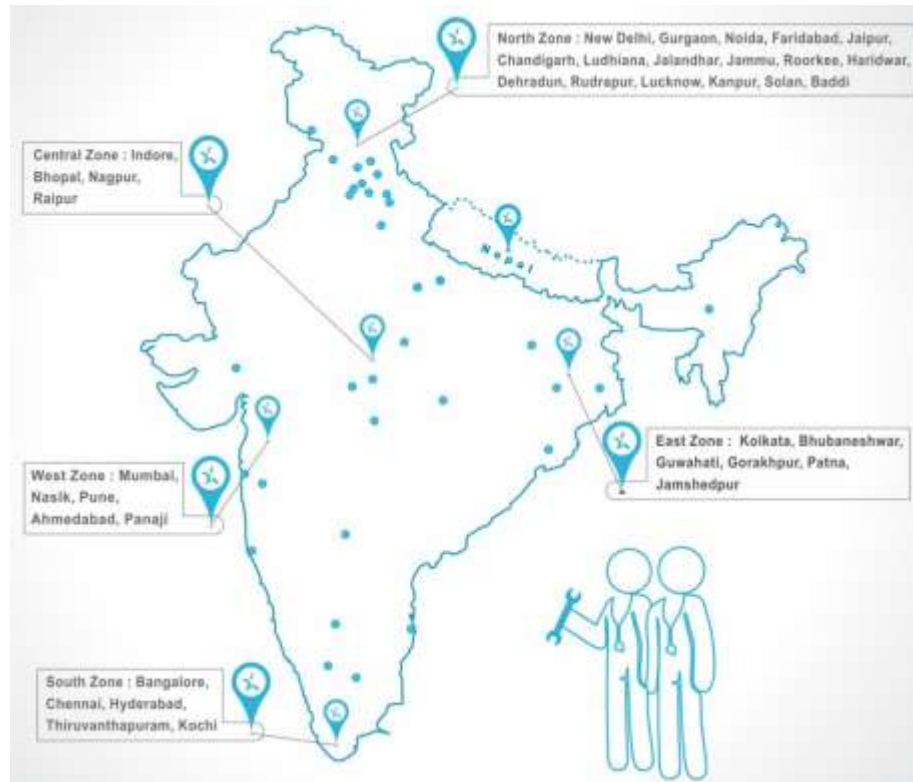 North Zone : New Delhi, Gurgaon, Noida, Faridabad, Jaipur,
Chandigarh, Ludhiana, Jalandhar, Jammu, Roorkee, Haridwar,
Dehradun, Rudrapur, Lucknow, Kanpur, Solan, Baddi
Central Zone : Indore,
Bhopal, Nagpur,
Raipur
Nepal
East Zone : Kolkata, Bhubaneshwar,
Guwahati, Gorakhpur, Patna,
Jamshedpur
West Zone : Mumbai,
Nasik, Pune,
Ahmedabad, Panaji
South Zone : Bangalore,
Chennai, Hyderabad,
Thiruvanthapuram, Kochi